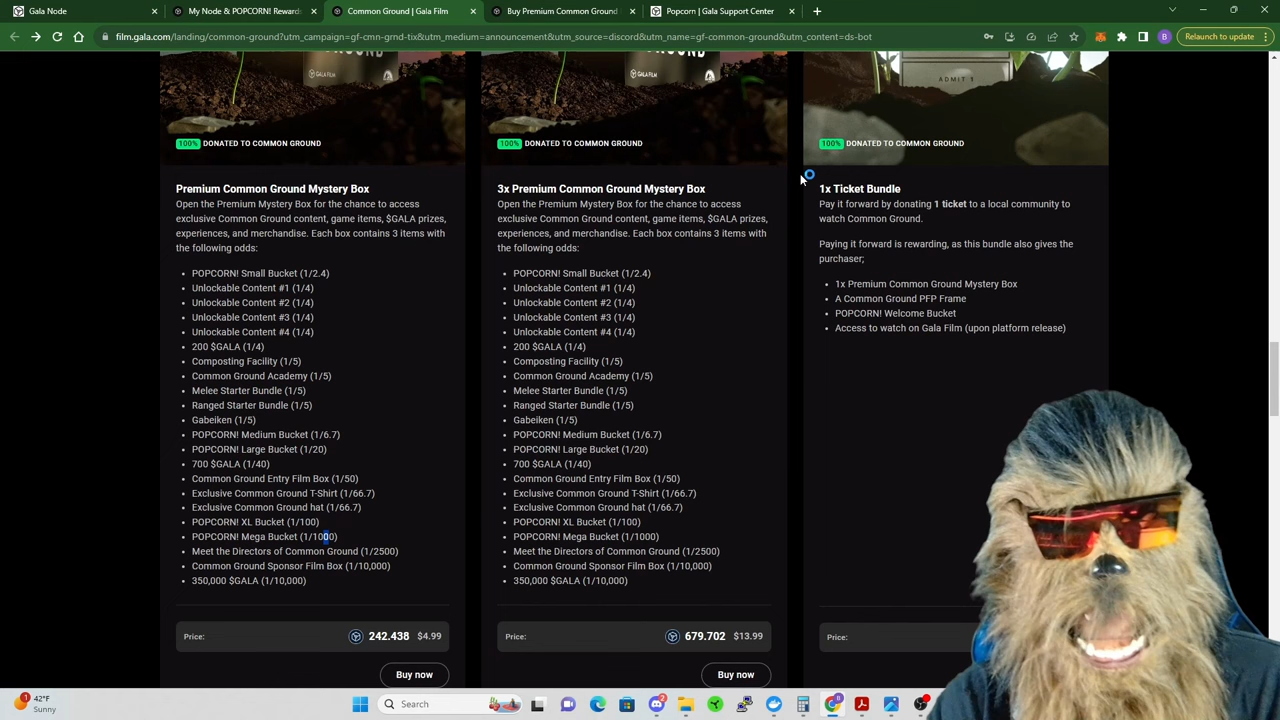 Gala Node
My Node & POPCORN! Reward
Common Ground | Gala Film
Buy Premium Common Ground
Popcorn | Gala Support Center
film.gala.com/landing/common-ground?utm_campaign=gf-cmn-grnd-tix&utm_medium=announcement&utm_source=discord&utm_name=gf-common-ground&utm_content=ds-bot
B
Relaunch to update
GALA FILM
GALA FILM
ADMIT 1
100% DONATED TO COMMON GROUND
100% DONATED TO COMMON GROUND
100% DONATED TO COMMON GROUND
Premium Common Ground Mystery Box
Open the Premium Mystery Box for the chance to access
exclusive Common Ground content, game items, $GALA prizes,
experiences, and merchandise. Each box contains 3 items with
the following odds:
• POPCORN! Small Bucket (1/2.4)
• Unlockable Content #1 (1/4)
• Unlockable Content #2 (1/4)
• Unlockable Content #3 (1/4)
• Unlockable Content #4 (1/4)
• 200 $GALA (1/4)
• Composting Facility (1/5)
• Common Ground Academy (1/5)
• Melee Starter Bundle (1/5)
• Ranged Starter Bundle (1/5)
• Gabeiken (1/5)
• POPCORN! Medium Bucket (1/6.7)
• POPCORN! Large Bucket (1/20)
• 700 $GALA (1/40)
• Common Ground Entry Film Box (1/50)
• Exclusive Common Ground T-Shirt (1/66.7)
• Exclusive Common Ground hat (1/66.7)
• POPCORN! XL Bucket (1/100)
• POPCORN! Mega Bucket (1/1000)
• Meet the Directors of Common Ground (1/2500)
• Common Ground Sponsor Film Box (1/10,000)
• 350,000 $GALA (1/10,000)
Price: 242.438 $4.99
Buy now
3x Premium Common Ground Mystery Box
Open the Premium Mystery Box for the chance to access
exclusive Common Ground content, game items, $GALA prizes,
experiences, and merchandise. Each box contains 3 items with
the following odds:
• POPCORN! Small Bucket (1/2.4)
• Unlockable Content #1 (1/4)
• Unlockable Content #2 (1/4)
• Unlockable Content #3 (1/4)
• Unlockable Content #4 (1/4)
• 200 $GALA (1/4)
• Composting Facility (1/5)
• Common Ground Academy (1/5)
• Melee Starter Bundle (1/5)
• Ranged Starter Bundle (1/5)
• Gabeiken (1/5)
• POPCORN! Medium Bucket (1/6.7)
• POPCORN! Large Bucket (1/20)
• 700 $GALA (1/40)
• Common Ground Entry Film Box (1/50)
• Exclusive Common Ground T-Shirt (1/66.7)
• Exclusive Common Ground hat (1/66.7)
• POPCORN! XL Bucket (1/100)
• POPCORN! Mega Bucket (1/1000)
• Meet the Directors of Common Ground (1/2500)
• Common Ground Sponsor Film Box (1/10,000)
• 350,000 $GALA (1/10,000)
Price: 679.702 $13.99
Buy now
1x Ticket Bundle
Pay it forward by donating 1 ticket to a local community to
watch Common Ground.
Paying it forward is rewarding, as this bundle also gives the
purchaser;
• 1x Premium Common Ground Mystery Box
• A Common Ground PFP Frame
• POPCORN! Welcome Bucket
• Access to watch on Gala Film (upon platform release)
Price:
1
42°F
Sunny
Search
2